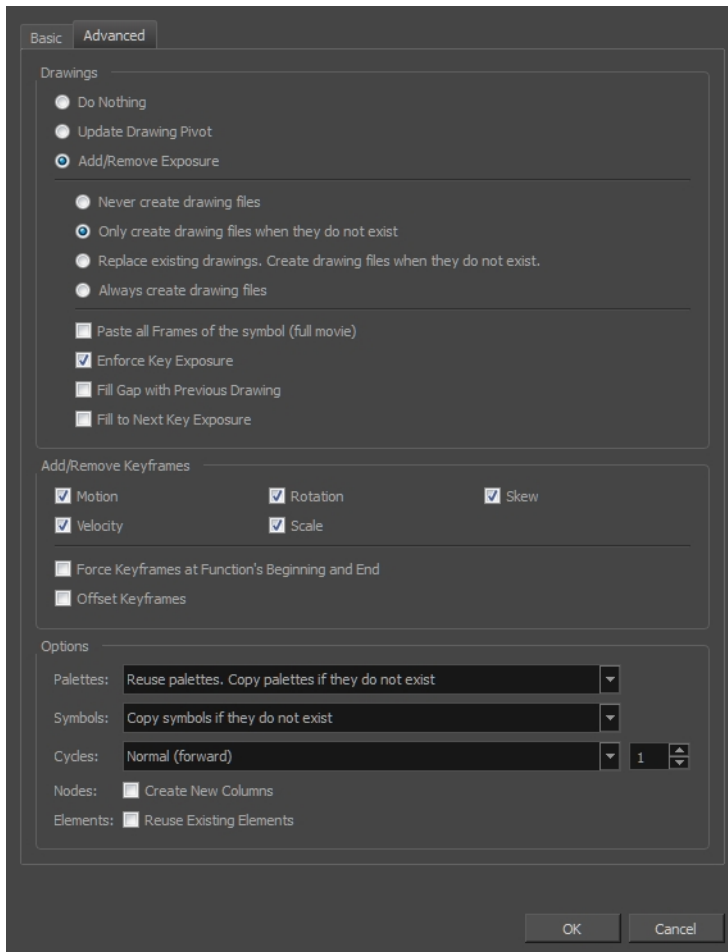 Basic Advanced
Drawings
Do Nothing
Update Drawing Pivot
Add/Remove Exposure
Never create drawing files
Only create drawing files when they do not exist
Replace existing drawings. Create drawing files when they do not exist.
Always create drawing files
Paste all Frames of the symbol (full movie)
Enforce Key Exposure
Fill Gap with Previous Drawing
Fill to Next Key Exposure
Add/Remove Keyframes
Motion Rotation Skew
Velocity Scale
Force Keyframes at Function's Beginning and End
Offset Keyframes
Options
Palettes: Reuse palettes. Copy palettes if they do not exist
Symbols: Copy symbols if they do not exist
Cycles: Normal (forward) 1
Nodes: Create New Columns
Elements: Reuse Existing Elements
OK Cancel